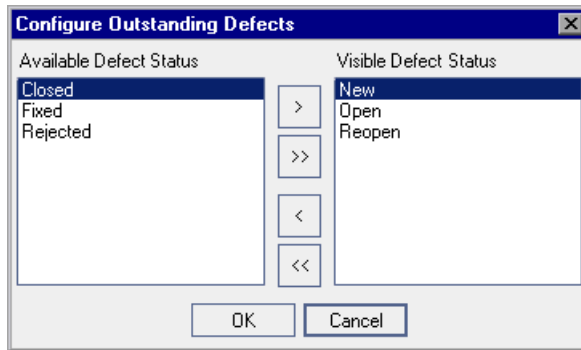 Configure Outstanding Defects
Available Defect Status
Visible Defect Status
Closed
Fixed
Rejected
>
>>
<
<<
New
Open
Reopen
OK
Cancel